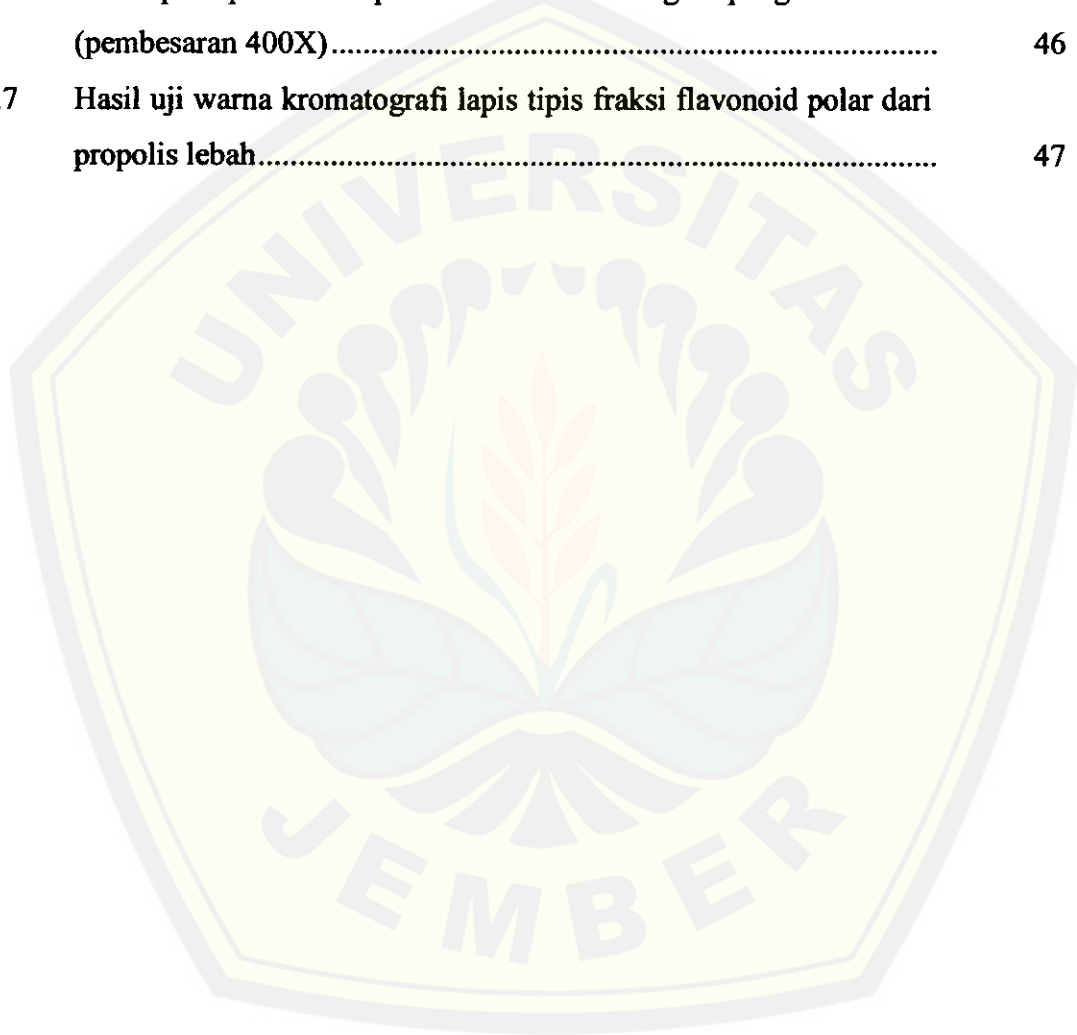 (pembesaran 400X)............................................................................ 46
7 Hasil uji warna kromatografi lapis tipis fraksi flavonoid polar dari
propolis lebah..................................................................................... 47
UNIVERSITAS
JEMBER